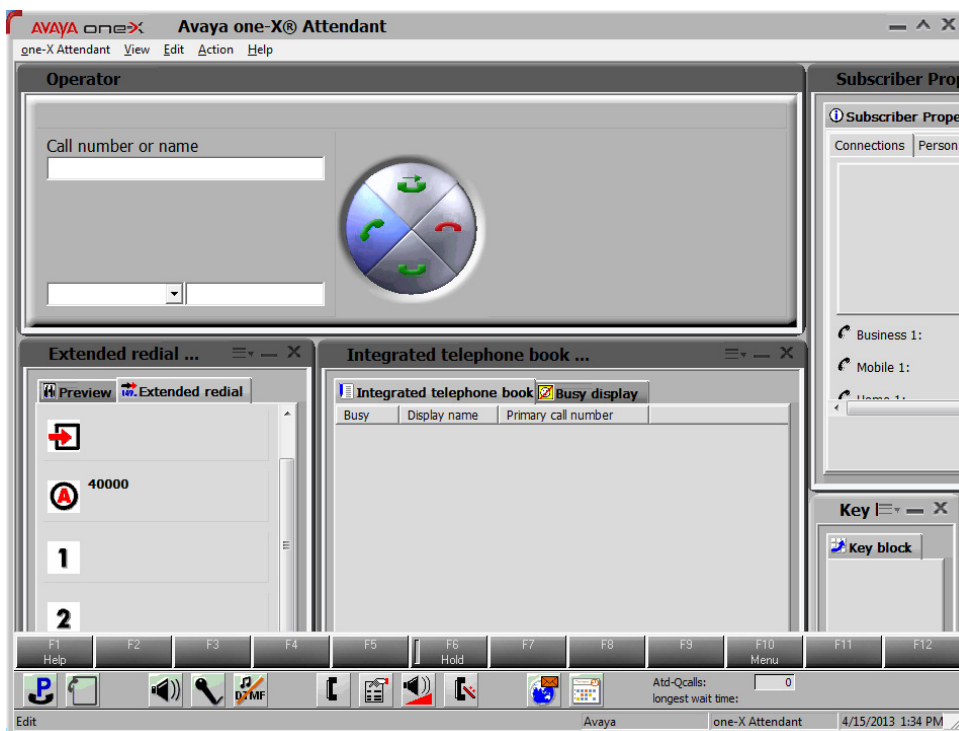 AVAYA one-X Avaya one-X® Attendant
one-X Attendant View Edit Action Help
Operator
Call number or name
Subscriber Prop
Subscriber Prope
Connections Person
Business 1:
Mobile 1:
Home 1:
Extended redial ...
Preview Extended redial
40000
1
2
Integrated telephone book ...
Integrated telephone book Busy display
Busy Display name Primary call number
Key
Key block
F1 F2 F3 F4 F5 F6 F7 F8 F9 F10 F11 F12
Help Hold Menu
DTMF
Atd-Qcalls: 0
longest wait time:
Edit Avaya one-X Attendant 4/15/2013 1:34 PM